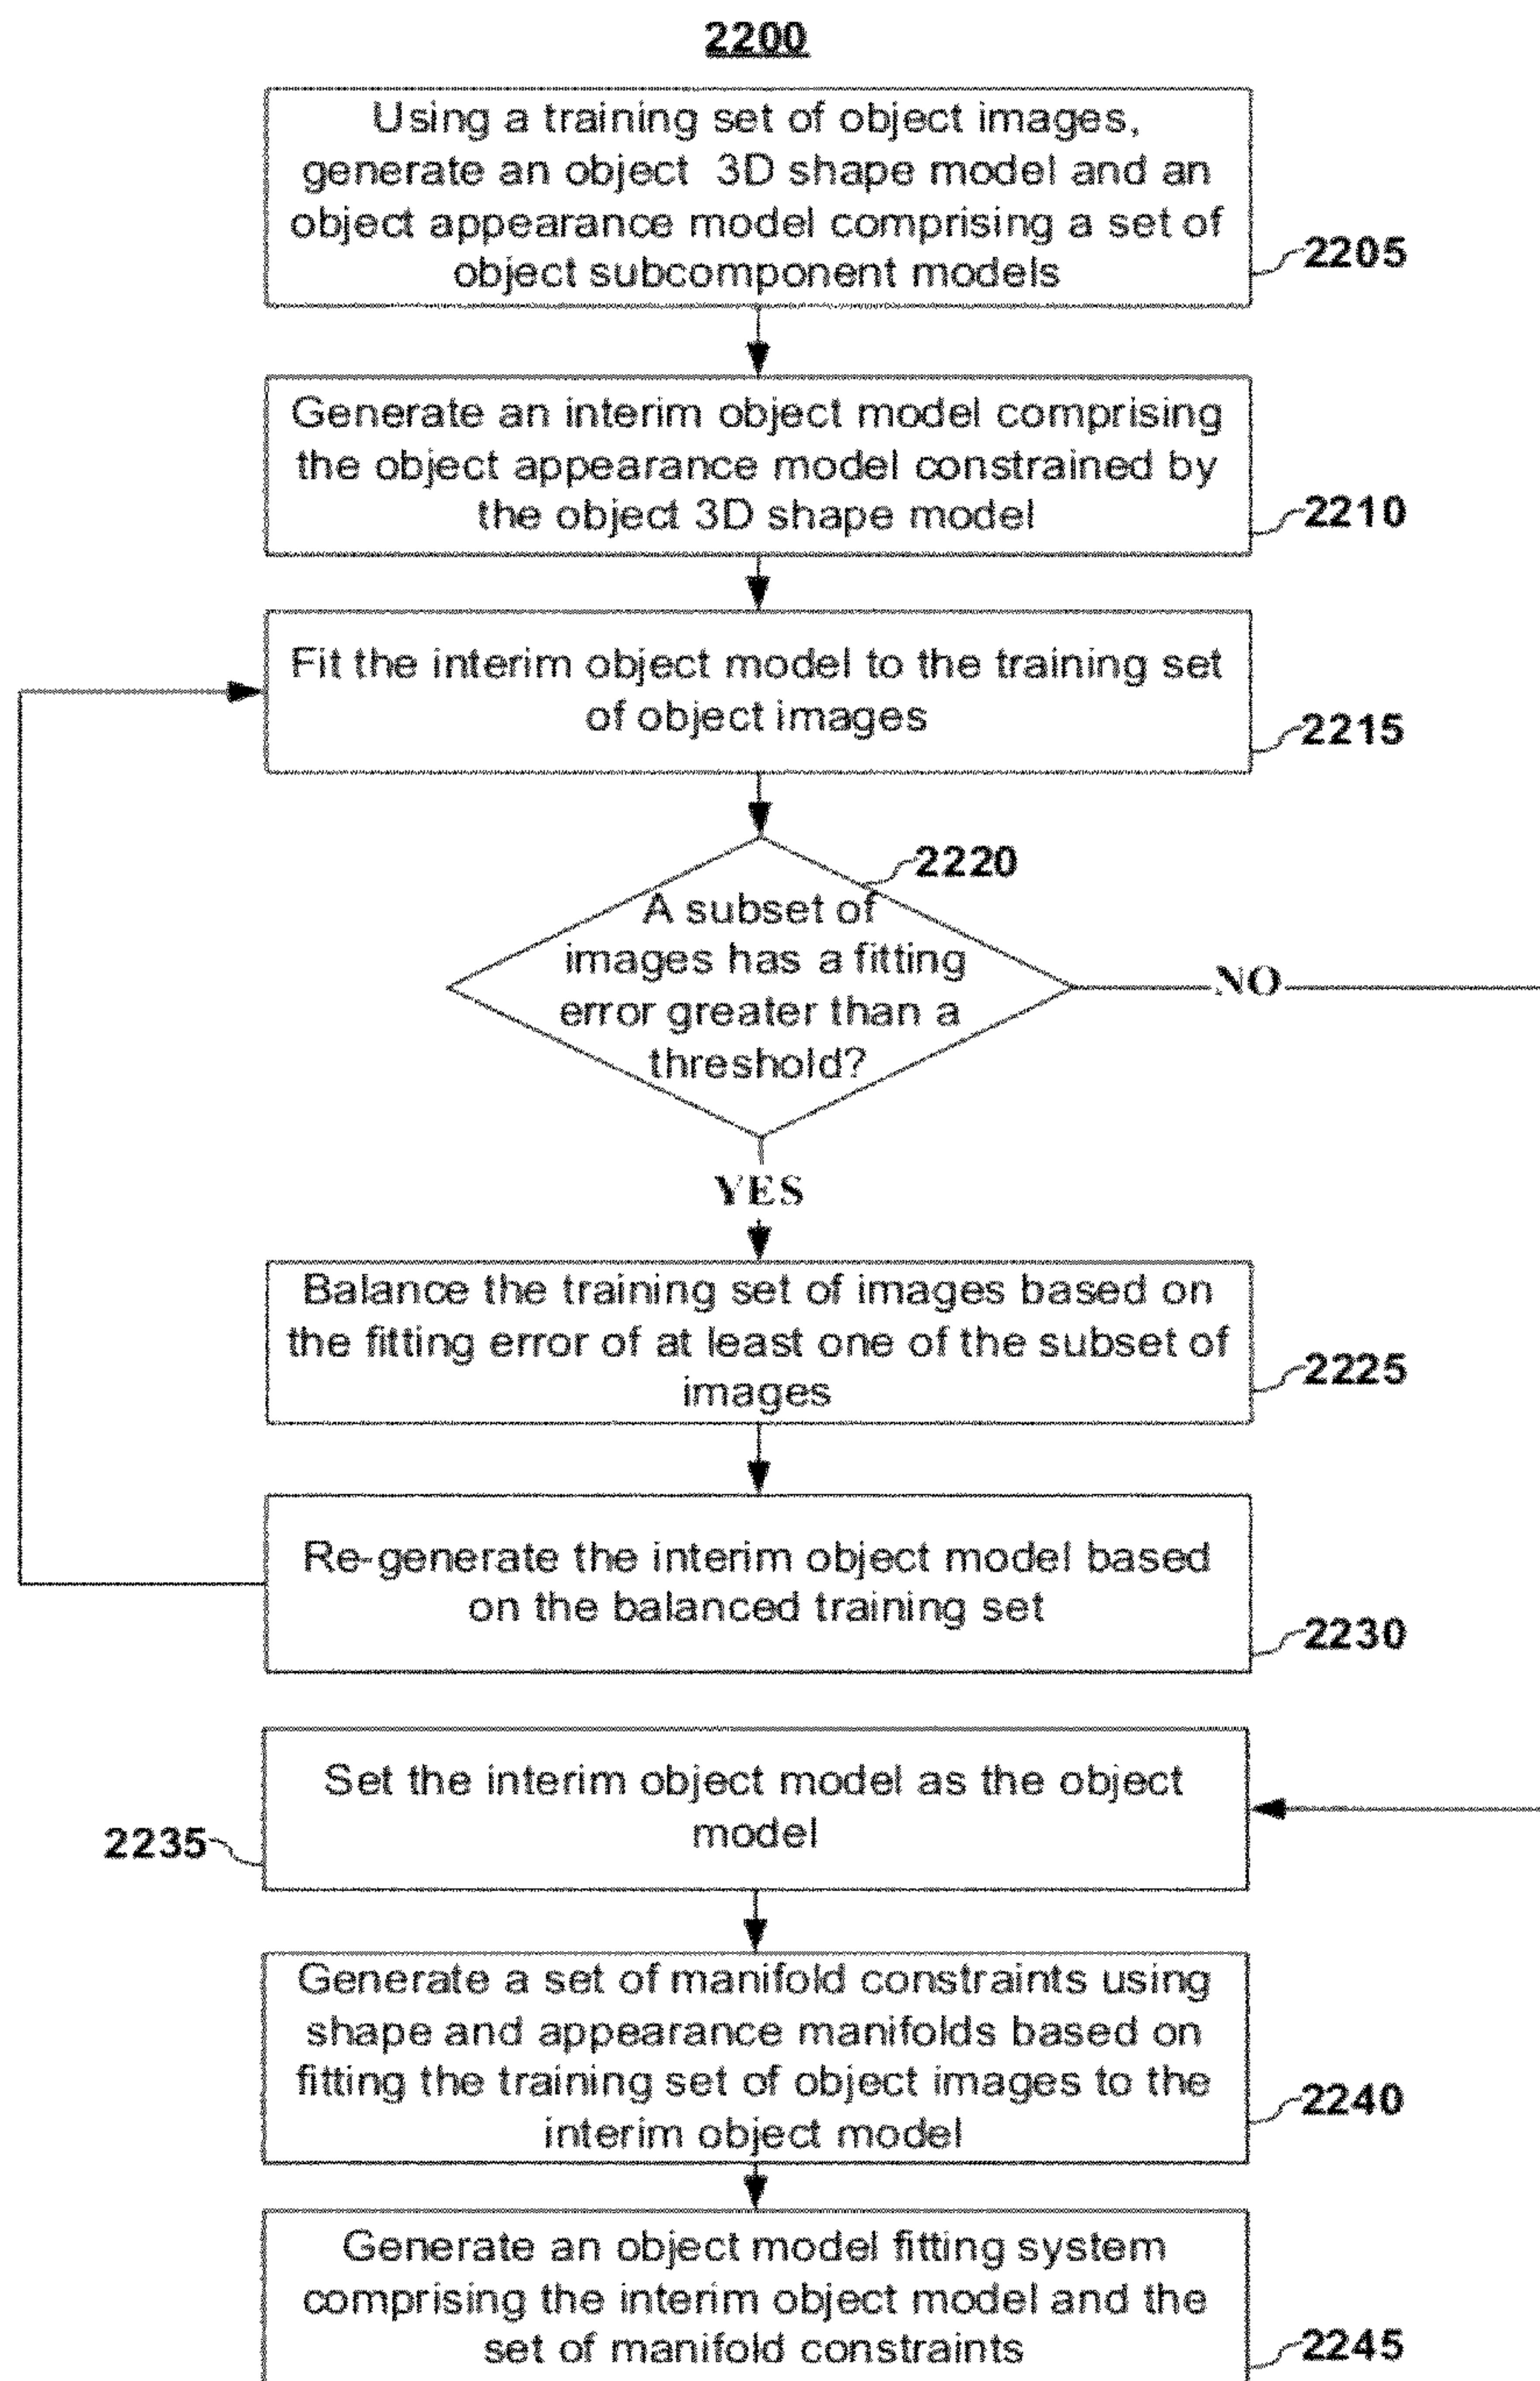 2200
Using a training set of object images,
generate an object 3D shape model and an
object appearance model comprising a set of
object subcomponent models
2205
Generate an interim object model comprising
the object appearance model constrained by
the object 3D shape model
2210
Fit the interim object model to the training set
of object images
2215
2220
A subset of
images has a fitting
error greater than a
threshold?
NO
YES
Balance the training set of images based on
the fitting error of at least one of the subset of
images
2225
Re-generate the interim object model based
on the balanced training set
2230
Set the interim object model as the object
model
2235
Generate a set of manifold constraints using
shape and appearance manifolds based on
fitting the training set of object images to the
interim object model
2240
Generate an object model fitting system
comprising the interim object model and the
set of manifold constraints
2245